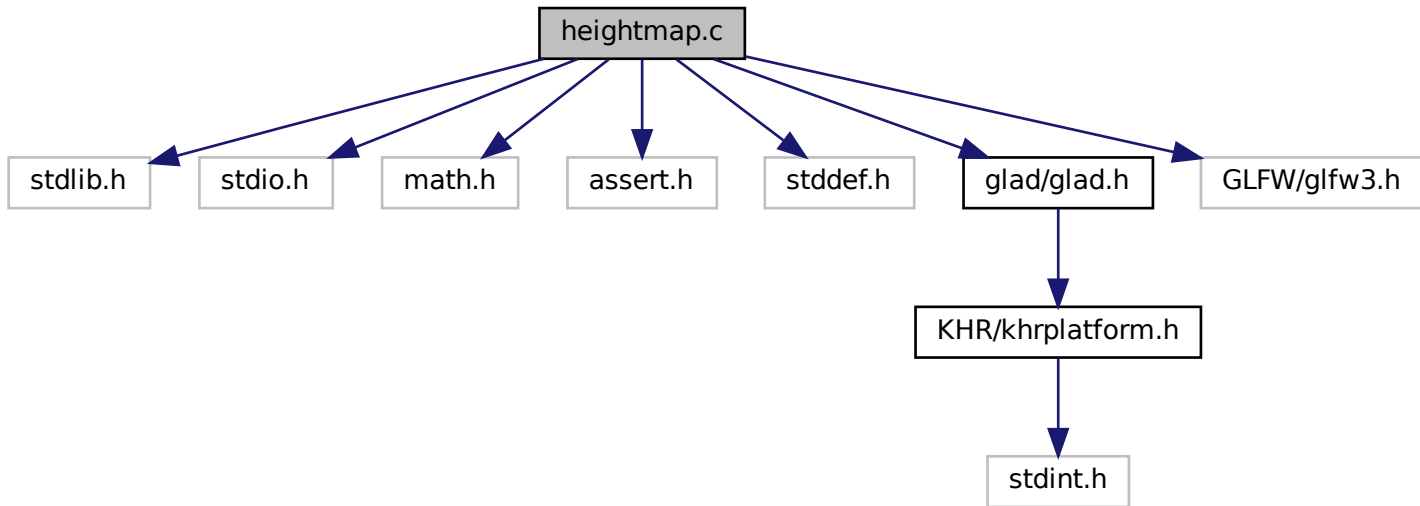 heightmap.c
stdlib.h
stdio.h
math.h
assert.h
stddef.h
glad/glad.h
GLFW/glfw3.h
KHR/khrplatform.h
stdint.h